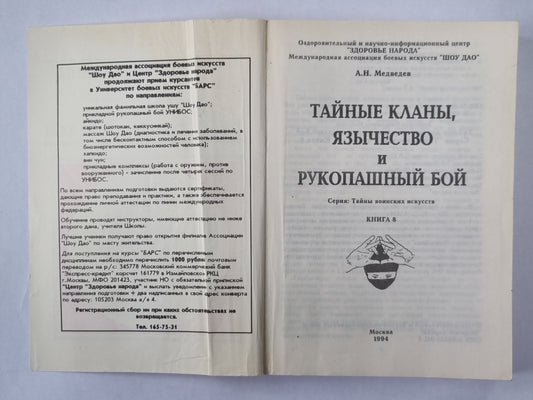 Международная ассоциация боевых искусств
"Шоу Дао" и Центр "Здоровье народа"
продолжают прием курсантов
в Университет боевых искусств "БАРС"
по направлениям:
уникальная фамильная школа ушу "Шоу Дао";
прикладной рукопашный бой УНИБОС;
айкидо;
карате (шотокан, киокусинкай);
массаж Шоу Дао (диагностика и лечение заболеваний, в
том числе бесконтактным способом с использованием
биоэнергетических возможностей человека);
хапкидо;
вин чун;
прикладные комплексы (работа с оружием, против
вооруженного) - зачисление после четырех сессий по
УНИБОС.
По всем направлениям подготовки выдаются сертификаты,
дающие право преподавания и практики, а также обеспечивается
прохождение личной аттестации по линии международных
федераций.
Обучение проводят инструкторы, имеющие аттестацию не ниже
второго дана, учителя Школы.
Лучшие ученики получают право открытия филиала Ассоциации
"Шоу Дао" по месту жительства.
Для поступления на курсы "БАРС" по перечисленным
дисциплинам необходимо перечислить 1000 рублей почтовым
переводом на р/с: 345778 Московский коммерческий банк
"Экспресс-кредит" корсчет 161779 в Измайловское РКЦ
г.Москвы, МФО 201423, участник НО с обязательной припиской
"Центр "Здоровье народа" и выслать уведомление с указанием
направления подготовки + два надписанных в свой адрес конверта
по адресу: 105203 Москва а/я 4.
Регистрационный сбор ни при каких обстоятельствах не
возвращается.
Тел. 165-75-31
Оздоровительный и научно-информационный центр
"ЗДОРОВЬЕ НАРОДА"
Международная ассоциация боевых искусств "ШОУ ДАО"
А.Н. Медведев
ТАЙНЫЕ КЛАНЫ,
ЯЗЫЧЕСТВО
И
РУКОПАШНЫЙ БОЙ
Серия: Тайны воинских искусств
КНИГА 8
Москва
1994